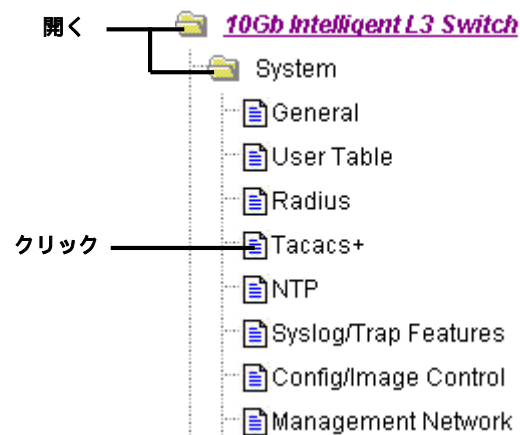 開く
10Gb Intelligent L3 Switch
System
General
User Table
Radius
クリック
Tacacs+
NTP
Syslog/Trap Features
Config/Image Control
Management Network